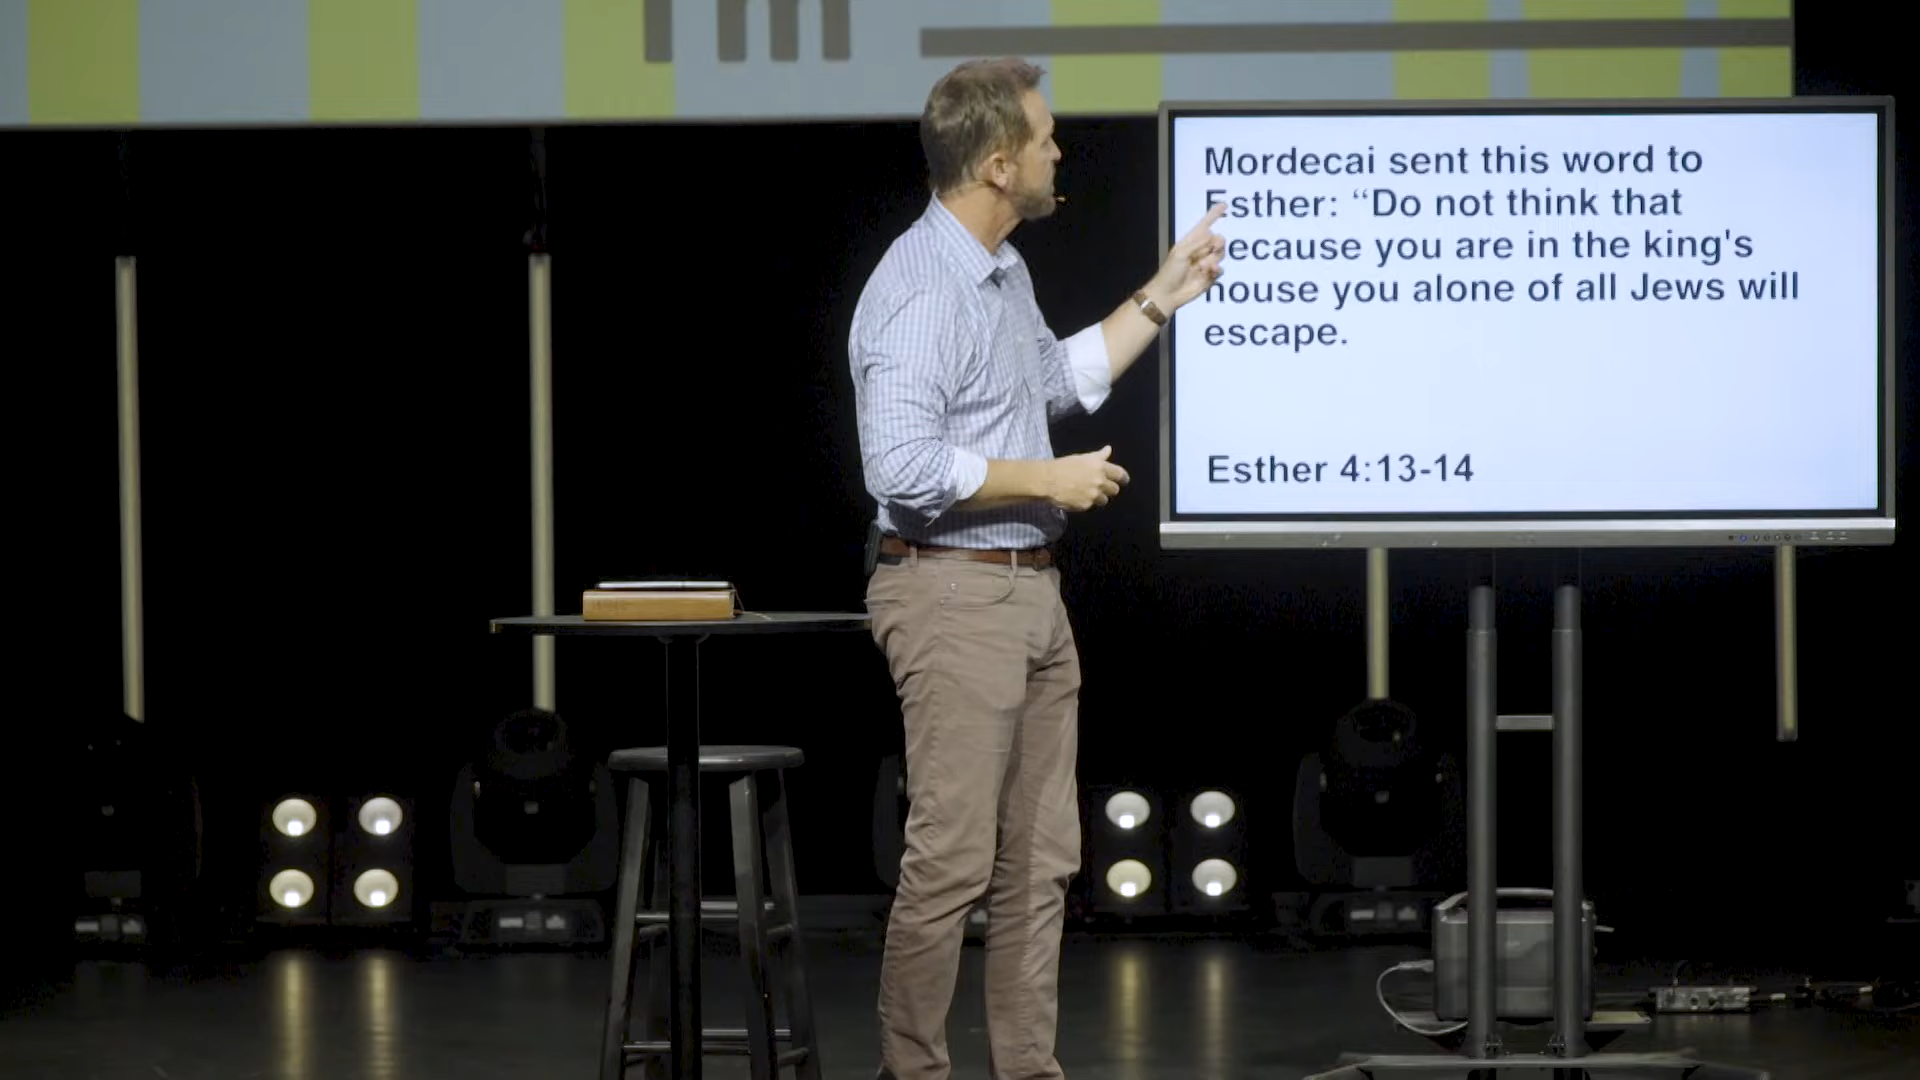 Mordecai sent this word to
Esther: “Do not think that
because you are in the king's
house you alone of all Jews will
escape.
Esther 4:13-14